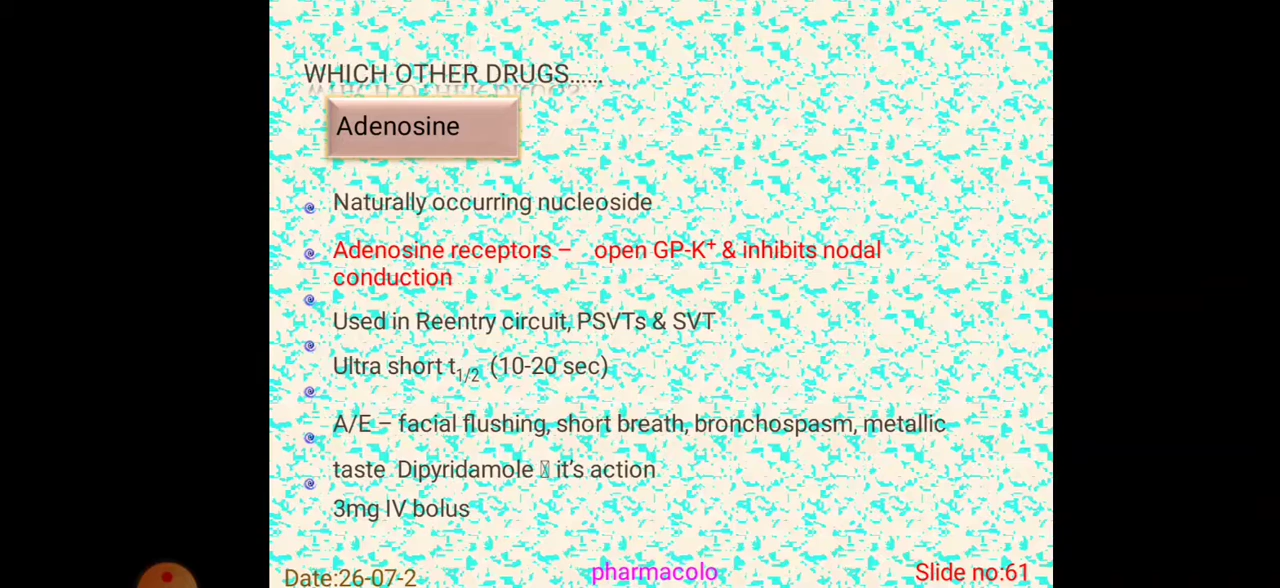 WHICH OTHER DRUGS......
Adenosine
Naturally occurring nucleoside
Adenosine receptors – open GP-K⁺ & inhibits nodal
conduction
Used in Reentry circuit, PSVTs & SVT
Ultra short t₁/₂ (10-20 sec)
A/E – facial flushing, short breath, bronchospasm, metallic
taste Dipyridamole it’s action
3mg IV bolus
Date:26-07-2
pharmacolo
Slide no:61